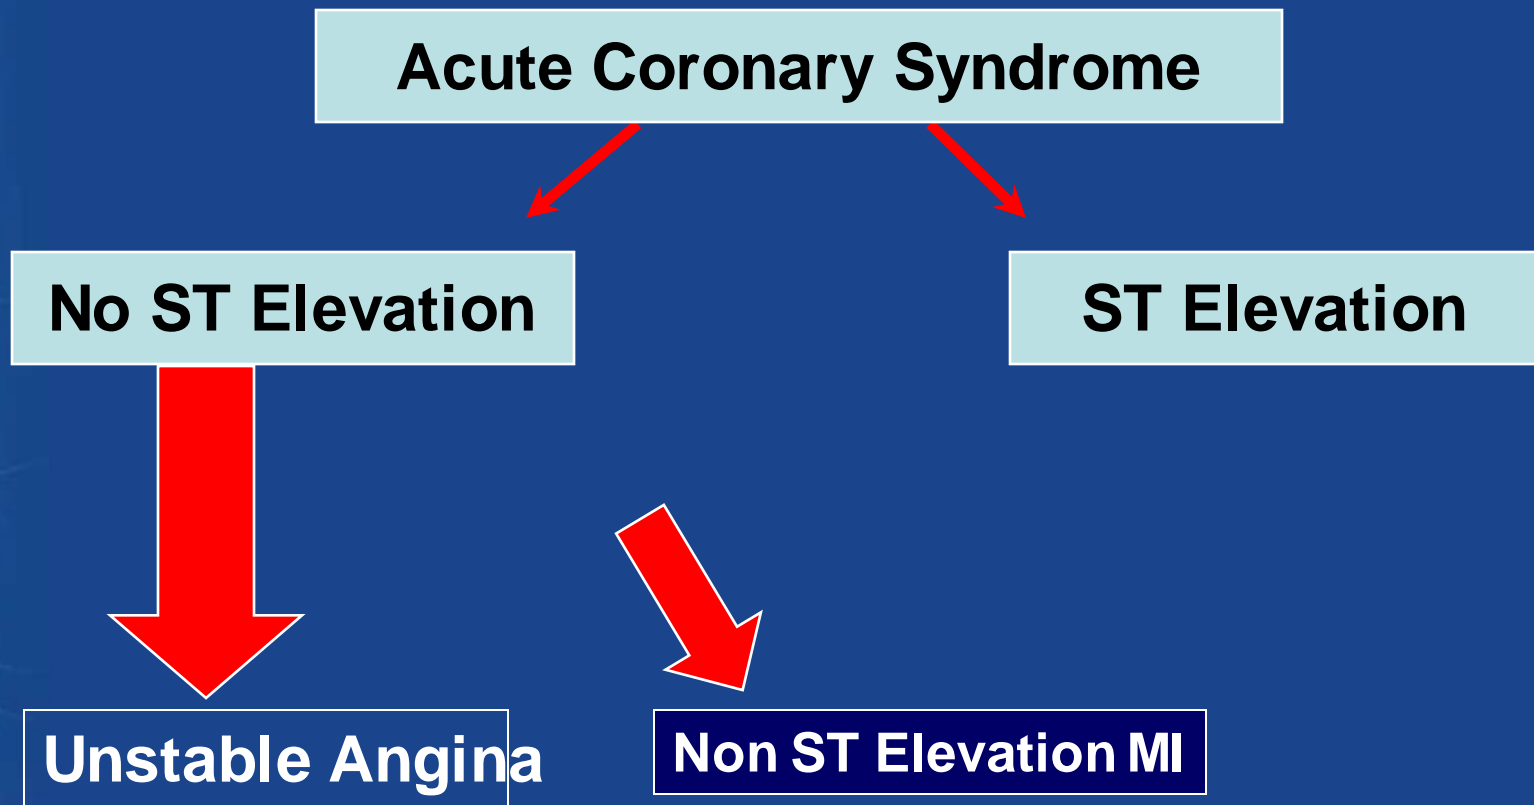 Acute Coronary Syndrome
No ST Elevation
ST Elevation
Unstable Angina
Non ST Elevation MI